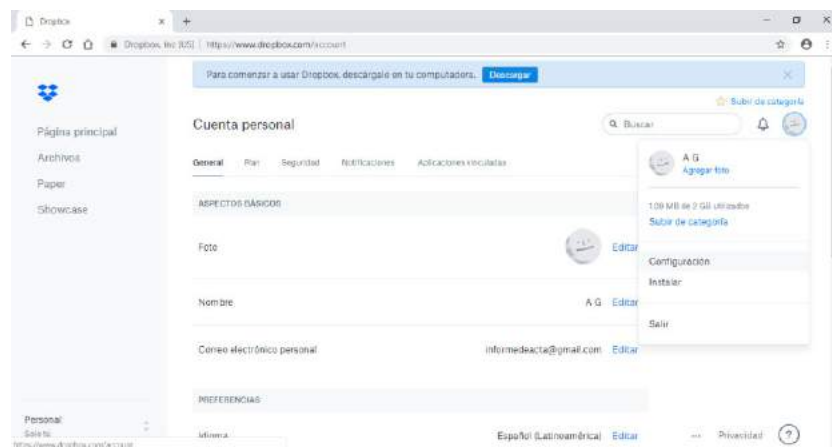 Dropbox
Dropbox, Inc [US] | https://www.dropbox.com/account
Para comenzar a usar Dropbox, descárgalo en tu computadora. Descargar
Subir de categoría
Cuenta personal
Buscar
Página principal
Archivos
Paper
Showcase
General Plan Seguridad Notificaciones Aplicaciones vinculadas
A G
Agregar foto
ASPECTOS BÁSICOS
MB de 2 GB utilizados
Subir de categoría
Foto Editar
Configuración
Instalar
Nombre A G Editar
Salir
Correo electrónico personal informedeacta@gmail.com Editar
PREFERENCIAS
Personal
Solo tú
Idioma Español (Latinoamérica) Editar
Privacidad ?
https://www.dropbox.com/account